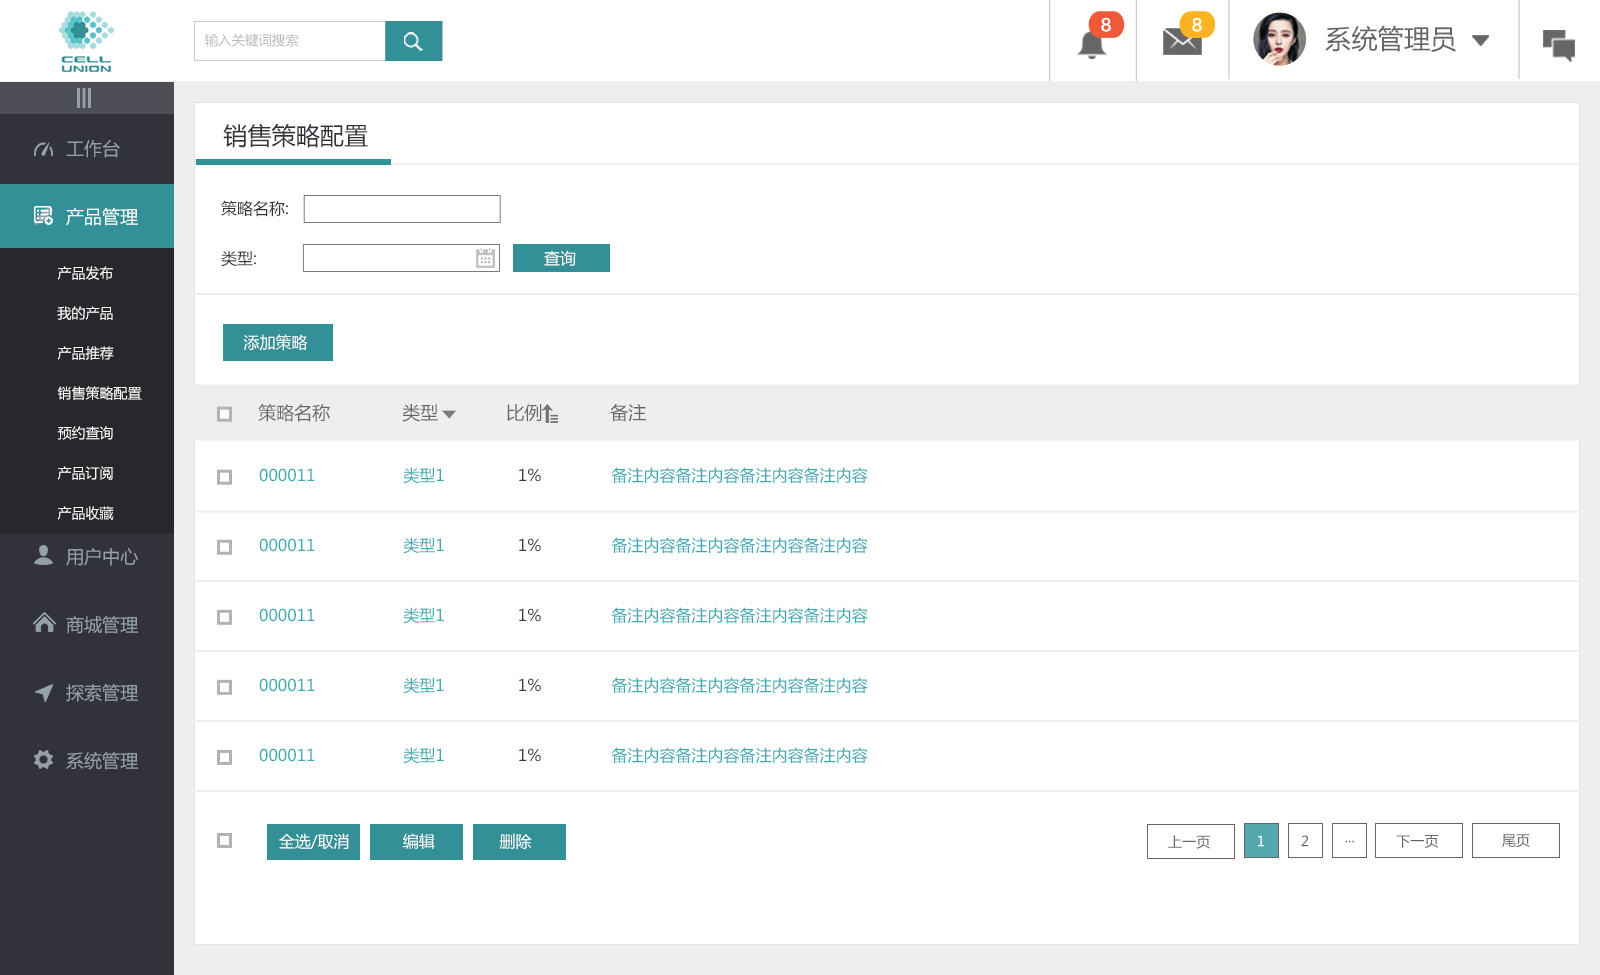 CELL
UNION
输入关键词搜索
8
8
系统管理员
工作台
产品管理
产品发布
我的产品
产品推荐
销售策略配置
预约查询
产品订阅
产品收藏
用户中心
商城管理
探索管理
系统管理
销售策略配置
策略名称:
类型:
查询
添加策略
策略名称 类型 比例 备注
000011 类型1 1% 备注内容备注内容备注内容备注内容
000011 类型1 1% 备注内容备注内容备注内容备注内容
000011 类型1 1% 备注内容备注内容备注内容备注内容
000011 类型1 1% 备注内容备注内容备注内容备注内容
000011 类型1 1% 备注内容备注内容备注内容备注内容
全选/取消 编辑 删除 上一页 1 2 ... 下一页 尾页